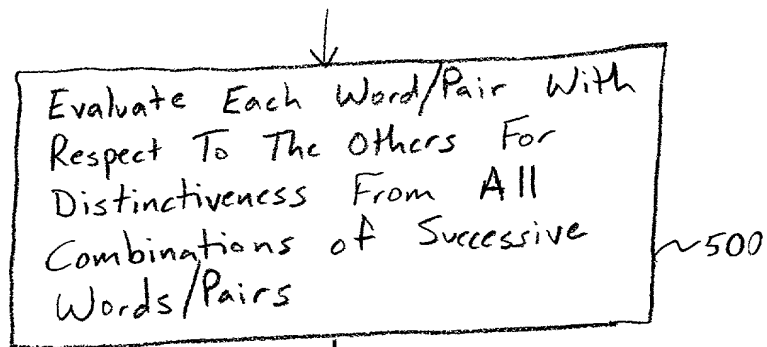 Evaluate Each Word/Pair With
Respect To The Others For
Distinctiveness From All
Combinations of Successive
Words/Pairs
500